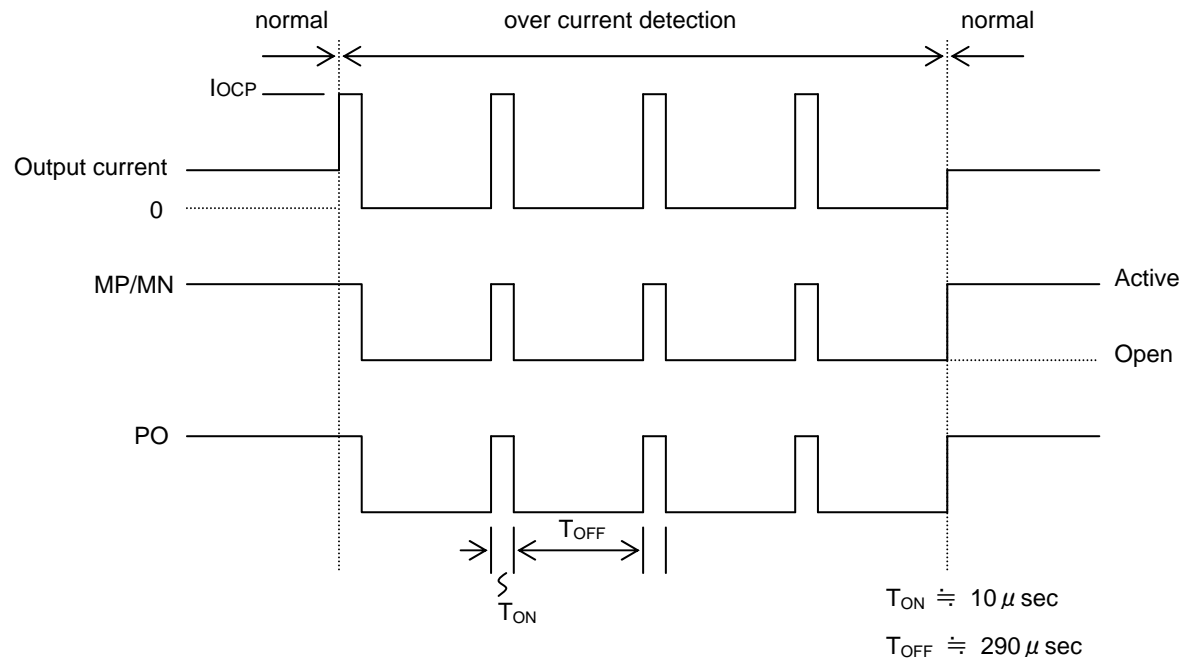 normal over current detection normal
IOCP
Output current
0
MP/MN
Active
Open
PO
TOFF
TON
TON ≒ 10 μ sec
TOFF ≒ 290 μ sec